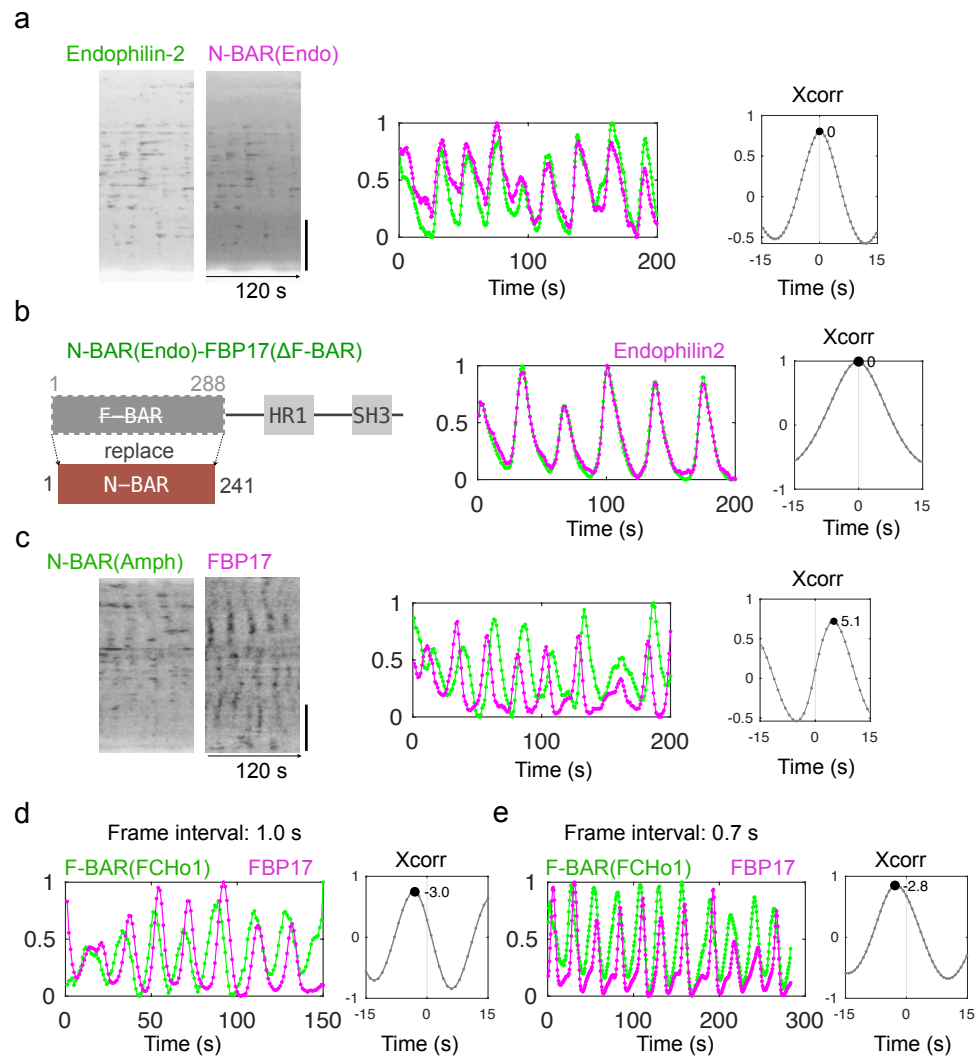 a
Endophilin-2 N-BAR(Endo)
120 s
1
0.5
0
0 100 200
Time (s)
Xcorr
1
0.5
0
-0.5
0
-15 0 15
Time (s)
b
N-BAR(Endo)-FBP17(ΔF-BAR)
1 288
F-BAR HR1 SH3
replace
1 N-BAR 241
Endophilin2
1
0.5
0
0 100 200
Time (s)
Xcorr
1
0
-1
0
-15 0 15
Time (s)
c
N-BAR(Amph) FBP17
120 s
1
0.5
0
0 100 200
Time (s)
Xcorr
1
0.5
0
-0.5
5.1
-15 0 15
Time (s)
d
Frame interval: 1.0 s
F-BAR(FCHo1) FBP17
1
0.5
0
0 50 100 150
Time (s)
Xcorr
1
0
-1
-3.0
-15 0 15
Time (s)
e
Frame interval: 0.7 s
F-BAR(FCHo1) FBP17
1
0.5
0
0 100 200 300
Time (s)
Xcorr
1
0
-1
-2.8
-15 0 15
Time (s)